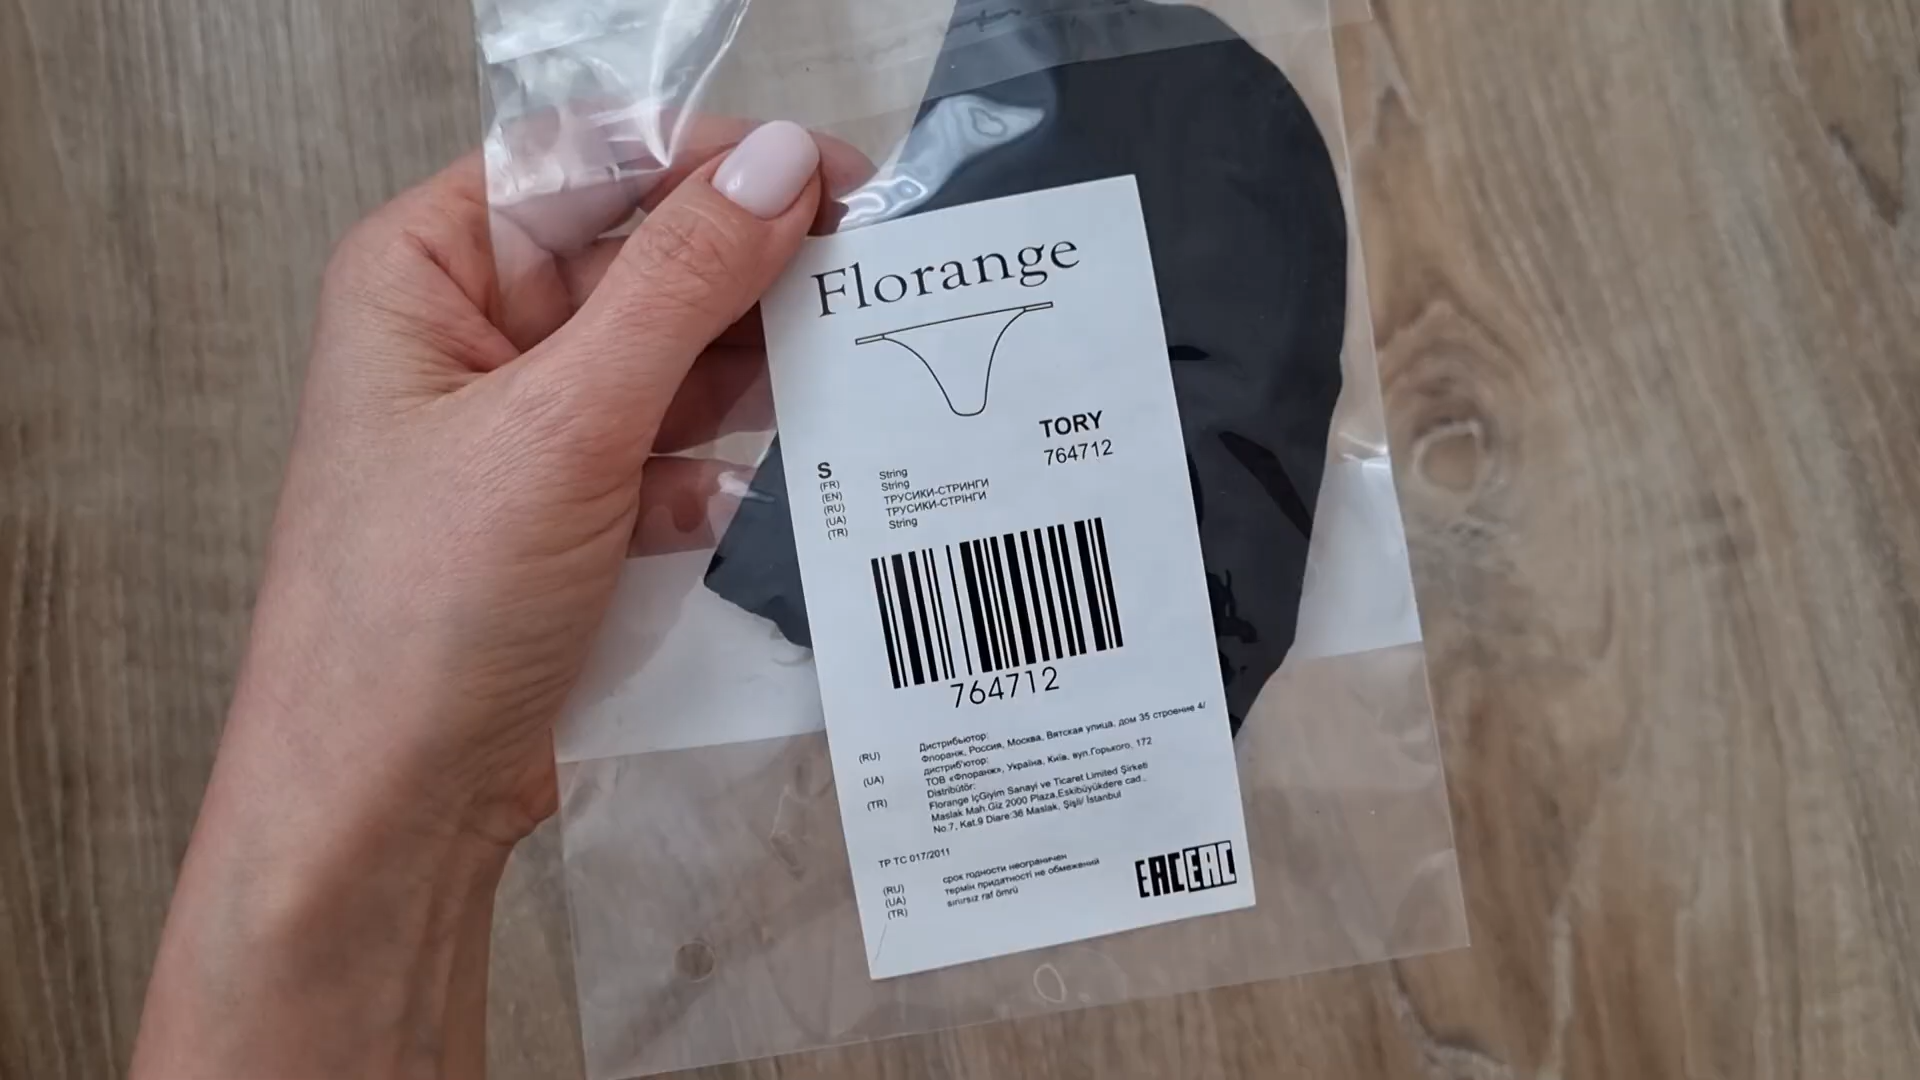 Florange
TORY
764712
S
(FR) String
(EN) String
(RU) ТРУСИКИ-СТРИНГИ
(UA) ТРУСИКИ-СТРІНГИ
(TR) String
764712
(RU) Дистрибьютор:
Флоранж, Россия, Москва, Вятская улица, дом 35 строение 4/
(UA) дистриб'ютор:
ТОВ «Флоранж», Україна, Київ, вул.Горького, 172
(TR) Distribütör:
Florange İçGiyim Sanayi ve Ticaret Limited Şirketi
Maslak Mah.Giz 2000 Plaza,Eskibüyükdere cad..
No.7, Kat.9 Diare:36 Maslak, Şişli/ İstanbul
ТР ТС 017/2011
(RU) срок годности неограничен
(UA) термін придатності не обмежений
(TR) sınırsız raf ömrü
EAC EAC